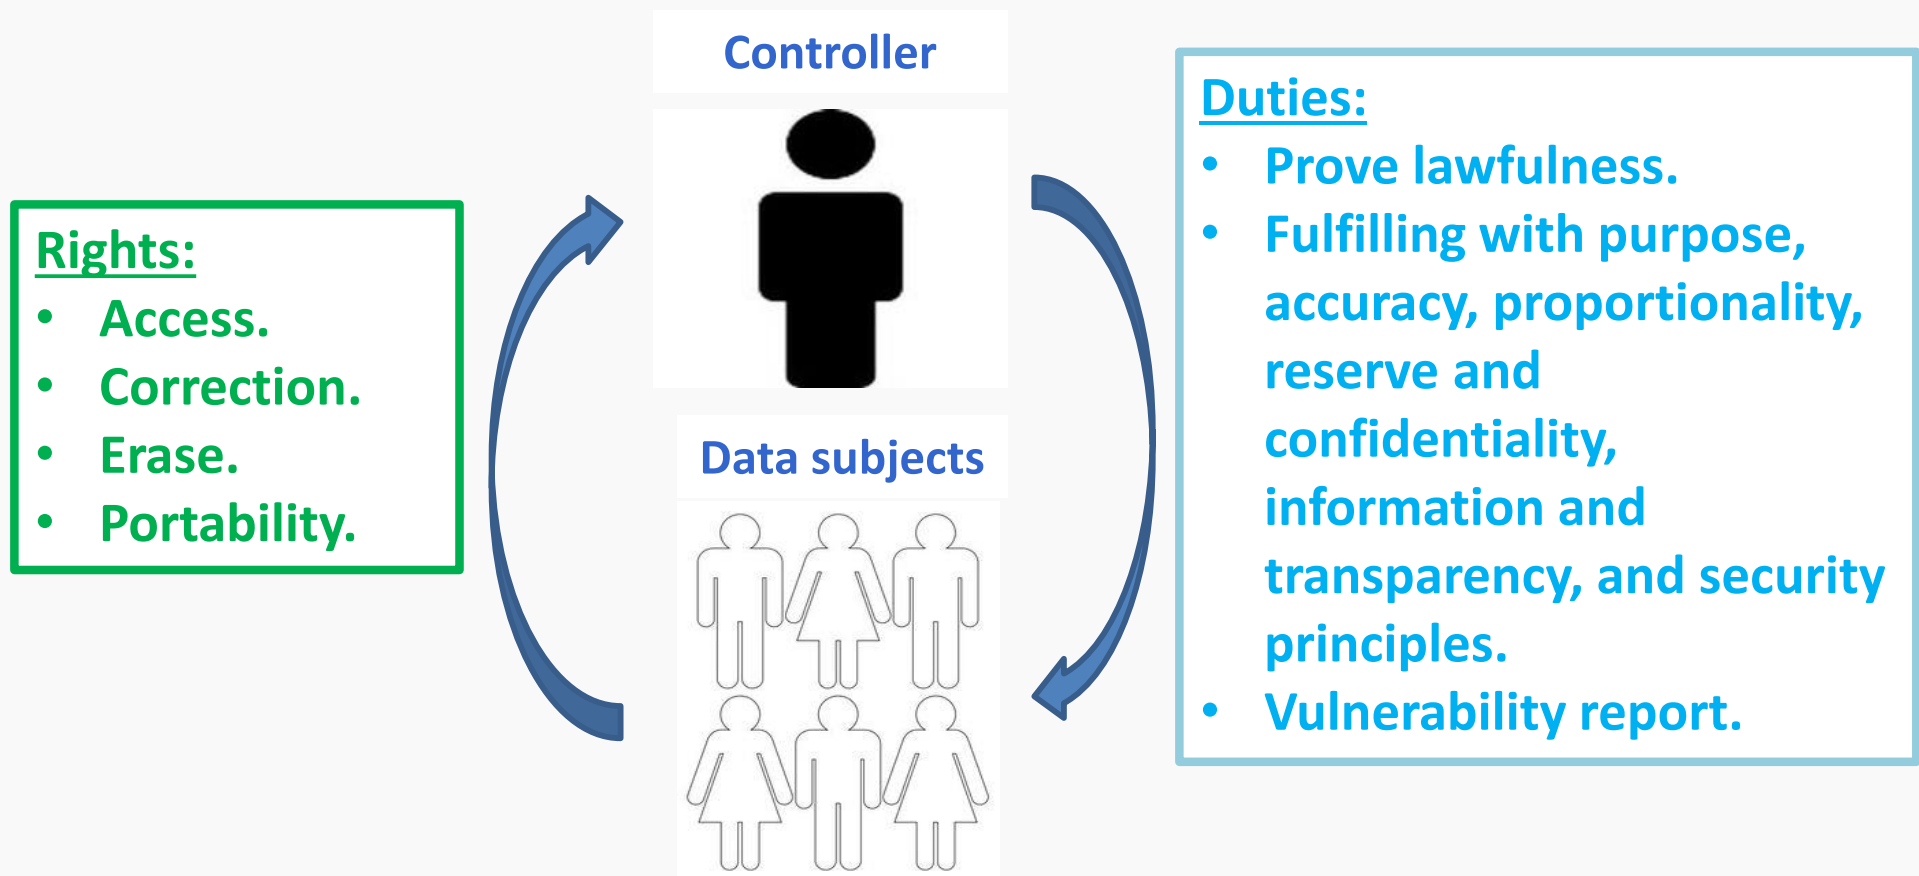 Controller
Rights:
• Access.
• Correction.
• Erase.
• Portability.
Data subjects
Duties:
• Prove lawfulness.
• Fulfilling with purpose,
accuracy, proportionality,
reserve and
confidentiality,
information and
transparency, and security
principles.
• Vulnerability report.